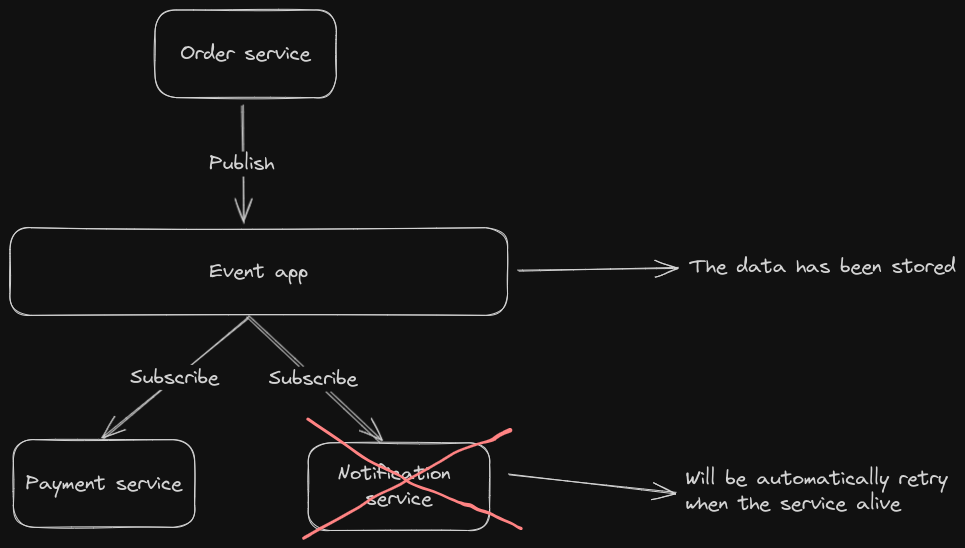 Order service
Publish
Event app
The data has been stored
Subscribe
Subscribe
Payment service
Notification
service
Will be automatically retry
when the service alive